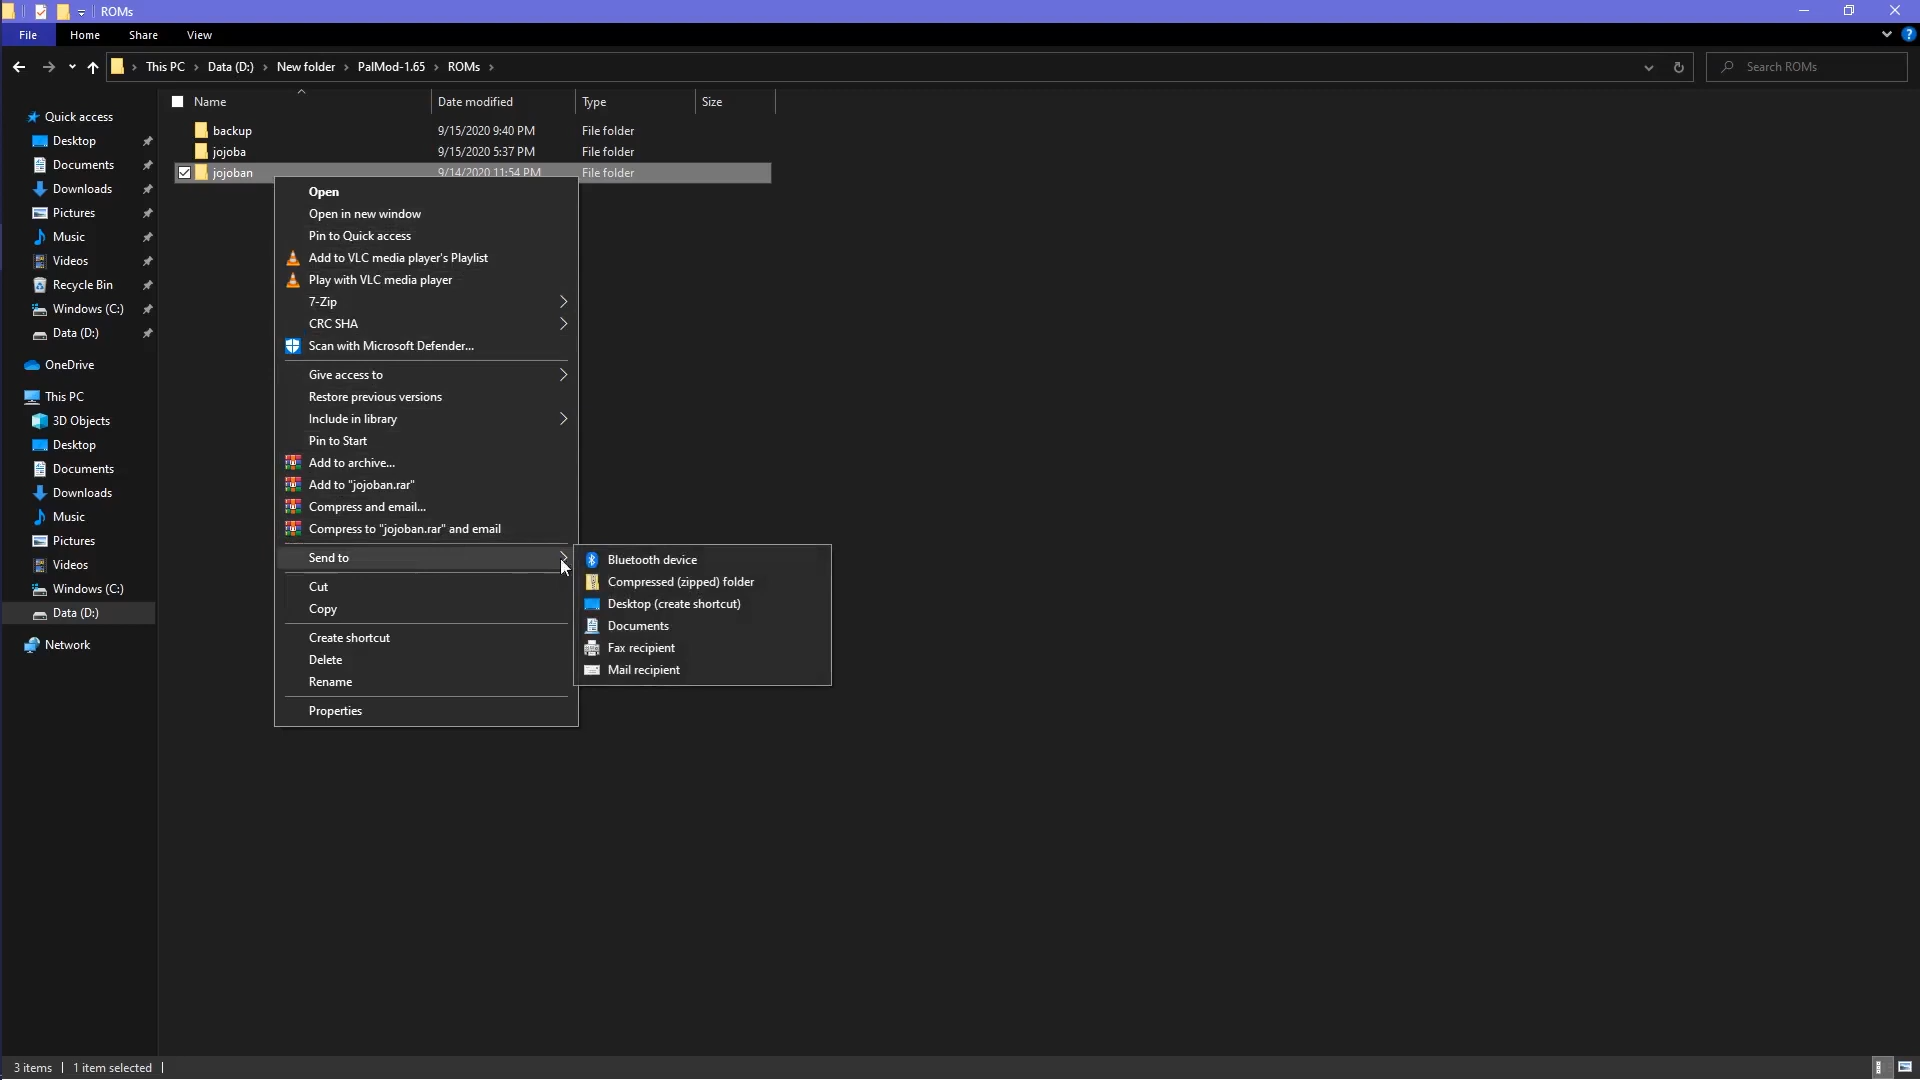 ROMs
File Home Share View
This PC > Data (D:) > New folder > PalMod-1.65 > ROMs >
Search ROMs
Name Date modified Type Size
backup 9/15/2020 9:40 PM File folder
jojoba 9/15/2020 5:37 PM File folder
jojoban 9/14/2020 11:54 PM File folder
Quick access
Desktop
Documents
Downloads
Pictures
Music
Videos
Recycle Bin
Windows (C:)
Data (D:)
OneDrive
This PC
3D Objects
Desktop
Documents
Downloads
Music
Pictures
Videos
Windows (C:)
Data (D:)
Network
Open
Open in new window
Pin to Quick access
Add to VLC media player's Playlist
Play with VLC media player
7-Zip
CRC SHA
Scan with Microsoft Defender...
Give access to
Restore previous versions
Include in library
Pin to Start
Add to archive...
Add to "jojoban.rar"
Compress and email...
Compress to "jojoban.rar" and email
Send to
Cut
Copy
Create shortcut
Delete
Rename
Properties
Bluetooth device
Compressed (zipped) folder
Desktop (create shortcut)
Documents
Fax recipient
Mail recipient
3 items | 1 item selected |